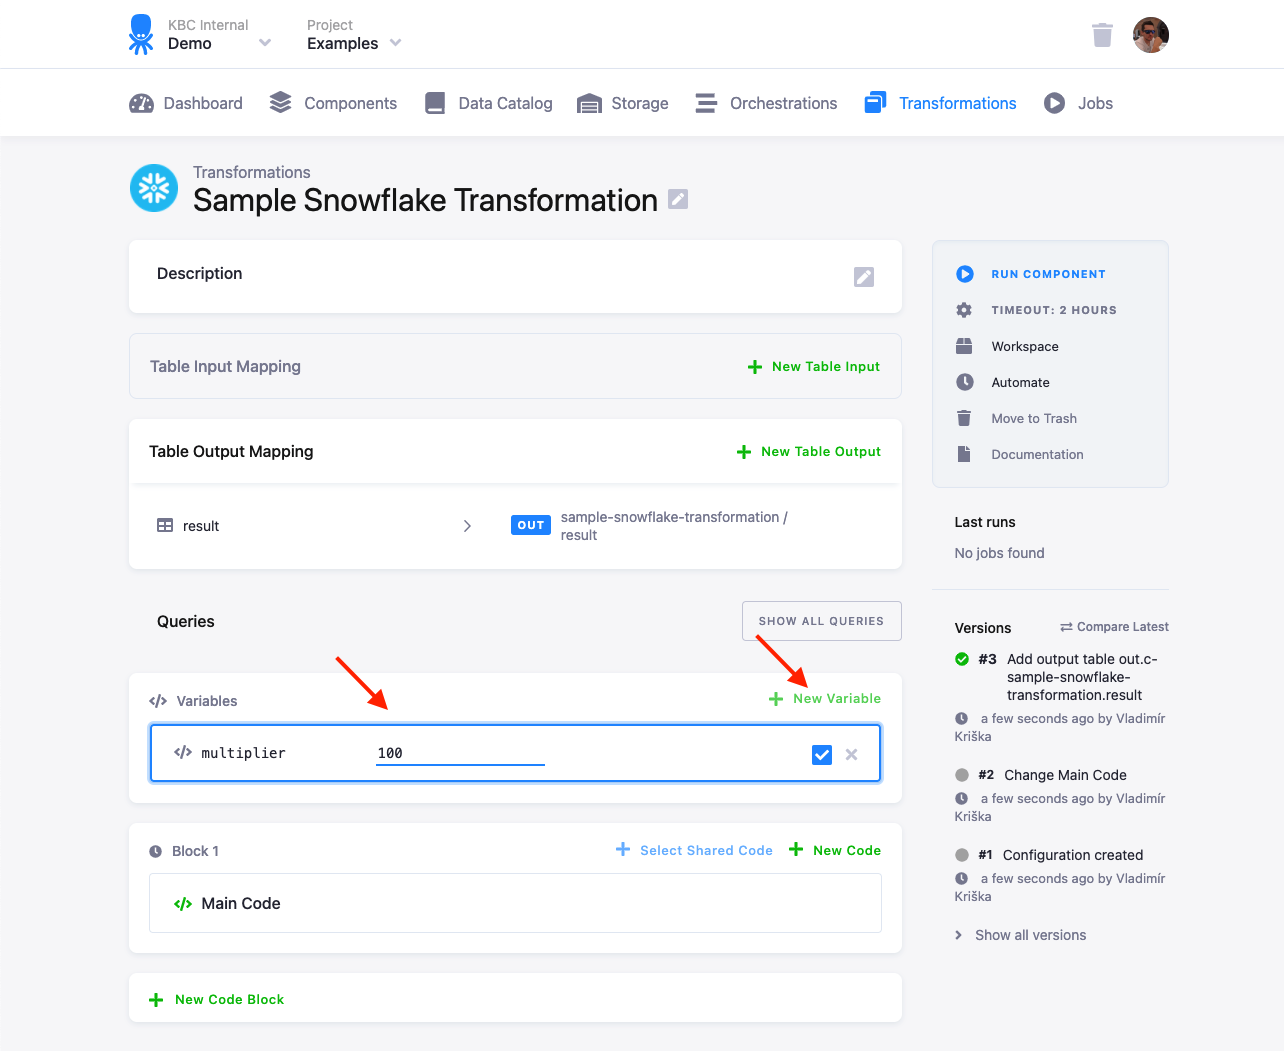 KBC Internal
Demo
Project
Examples
Dashboard
Components
Data Catalog
Storage
Orchestrations
Transformations
Jobs
Transformations
Sample Snowflake Transformation
Description
Table Input Mapping
New Table Input
Table Output Mapping
New Table Output
result
OUT
sample-snowflake-transformation /
result
Queries
SHOW ALL QUERIES
Variables
New Variable
multiplier
100
Block 1
Select Shared Code
New Code
Main Code
New Code Block
RUN COMPONENT
TIMEOUT: 2 HOURS
Workspace
Automate
Move to Trash
Documentation
Last runs
No jobs found
Versions
Compare Latest
#3 Add output table out.c-
sample-snowflake-
transformation.result
a few seconds ago by Vladimír
Kriška
#2 Change Main Code
a few seconds ago by Vladimír
Kriška
#1 Configuration created
a few seconds ago by Vladimír
Kriška
Show all versions